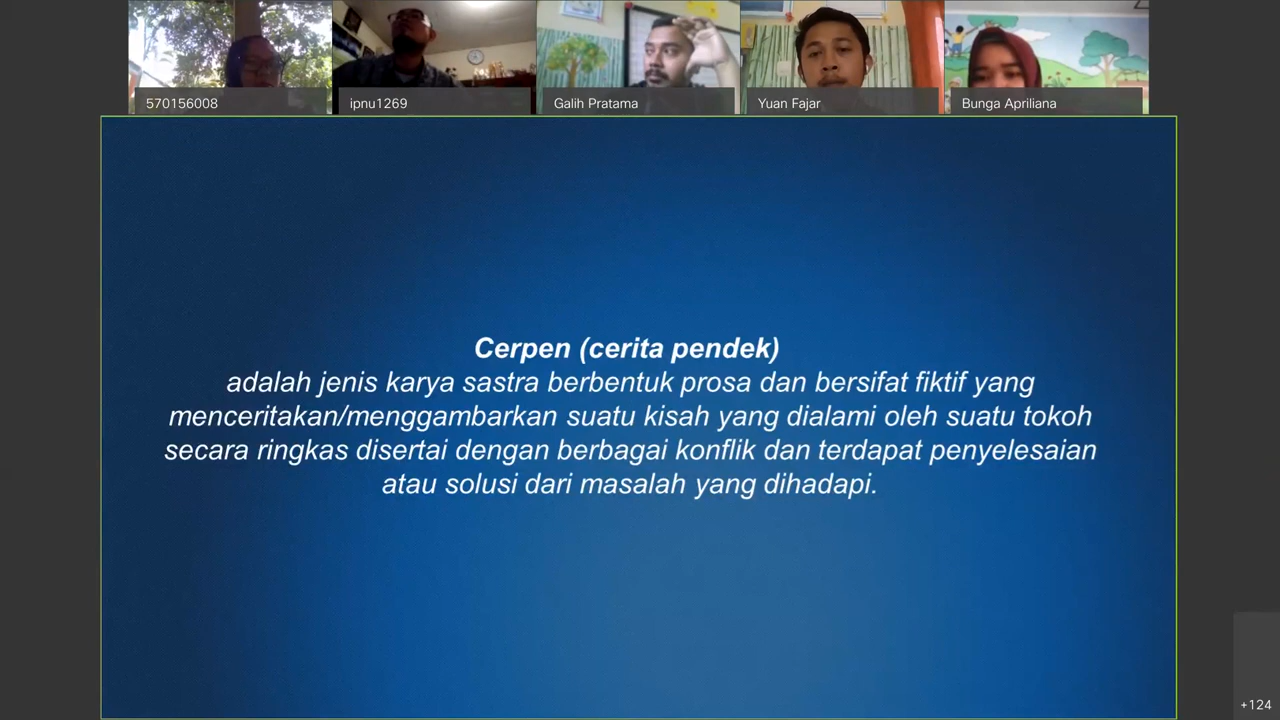 570156008
ipnu1269
Galih Pratama
Yuan Fajar
Bunga Apriliana
Cerpen (cerita pendek)
adalah jenis karya sastra berbentuk prosa dan bersifat fiktif yang
menceritakan/menggambarkan suatu kisah yang dialami oleh suatu tokoh
secara ringkas disertai dengan berbagai konflik dan terdapat penyelesaian
atau solusi dari masalah yang dihadapi.
+124